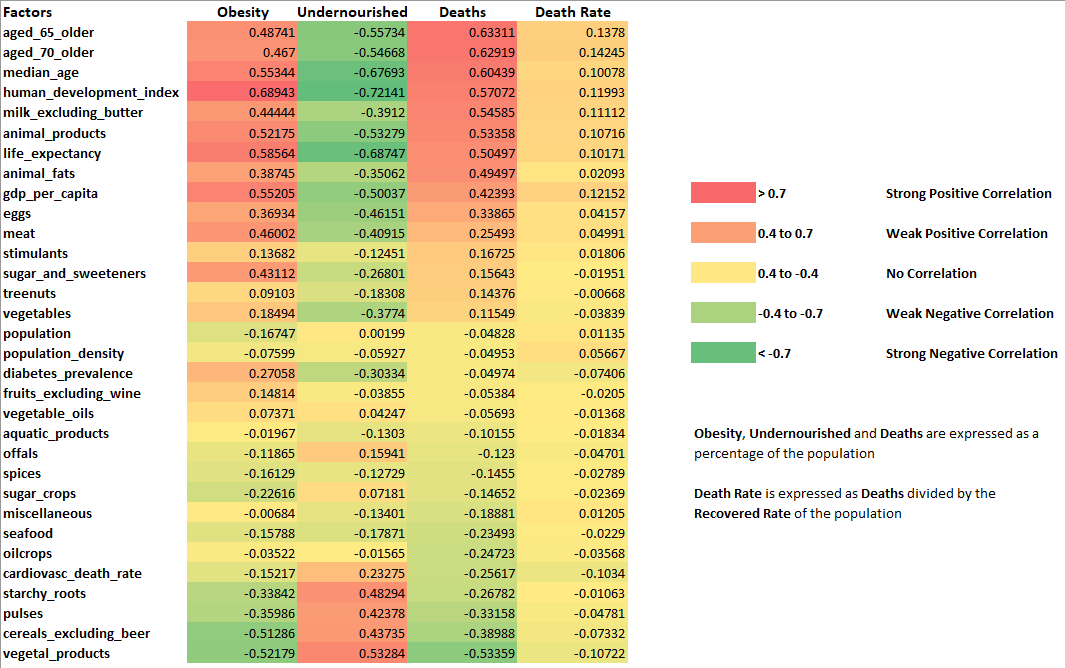 Factors Obesity Undernourished Deaths Death Rate
aged_65_older 0.48741 -0.55734 0.63311 0.1378
aged_70_older 0.467 -0.54668 0.62919 0.14245
median_age 0.55344 -0.67693 0.60439 0.10078
human_development_index 0.68943 -0.72141 0.57072 0.11993
milk_excluding_butter 0.44444 -0.3912 0.54585 0.11112
animal_products 0.52175 -0.53279 0.53358 0.10716
life_expectancy 0.58564 -0.68747 0.50497 0.10171
animal_fats 0.38745 -0.35062 0.49497 0.02093
gdp_per_capita 0.55205 -0.50037 0.42393 0.12152
eggs 0.36934 -0.46151 0.33865 0.04157
meat 0.46002 -0.40915 0.25493 0.04991
stimulants 0.13682 -0.12451 0.16725 0.01806
sugar_and_sweeteners 0.43112 -0.26801 0.15643 -0.01951
treenuts 0.09103 -0.18308 0.14376 -0.00668
vegetables 0.18494 -0.3774 0.11549 -0.03839
population -0.16747 0.00199 -0.04828 0.01135
population_density -0.07599 -0.05927 -0.04953 0.05667
diabetes_prevalence 0.27058 -0.30334 -0.04974 -0.07406
fruits_excluding_wine 0.14814 -0.03855 -0.05384 -0.0205
vegetable_oils 0.07371 0.04247 -0.05693 -0.01368
aquatic_products -0.01967 -0.1303 -0.10155 -0.01834
offals -0.11865 0.15941 -0.123 -0.04701
spices -0.16129 -0.12729 -0.1455 -0.02789
sugar_crops -0.22616 0.07181 -0.14652 -0.02369
miscellaneous -0.00684 -0.13401 -0.18881 0.01205
seafood -0.15788 -0.17871 -0.23493 -0.0229
oilcrops -0.03522 -0.01565 -0.24723 -0.03568
cardiovasc_death_rate -0.15217 0.23275 -0.25617 -0.1034
starchy_roots -0.33842 0.48294 -0.26782 -0.01063
pulses -0.35986 0.42378 -0.33158 -0.04781
cereals_excluding_beer -0.51286 0.43735 -0.38988 -0.07332
vegetal_products -0.52179 0.53284 -0.53359 -0.10722
> 0.7 Strong Positive Correlation
0.4 to 0.7 Weak Positive Correlation
0.4 to -0.4 No Correlation
-0.4 to -0.7 Weak Negative Correlation
< -0.7 Strong Negative Correlation
Obesity, Undernourished and Deaths are expressed as a
percentage of the population
Death Rate is expressed as Deaths divided by the
Recovered Rate of the population